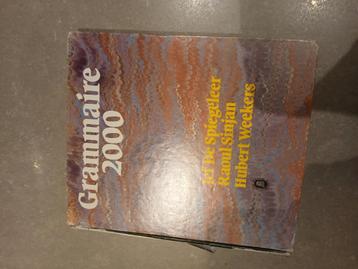 Grammaire
2000
Jef De Spiegeleer
Raoul Sinjan
Hubert Weekers